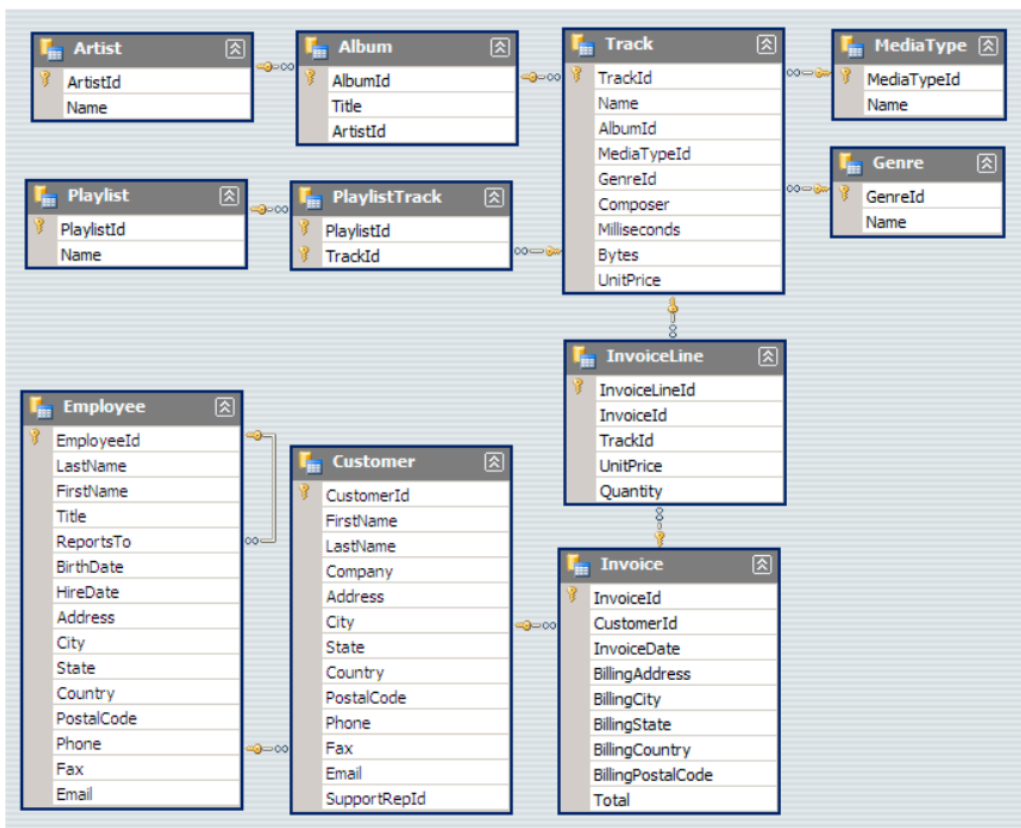 Artist
ArtistId
Name
Album
AlbumId
Title
ArtistId
Track
TrackId
Name
AlbumId
MediaTypeId
GenreId
Composer
Milliseconds
Bytes
UnitPrice
MediaType
MediaTypeId
Name
Genre
GenreId
Name
Playlist
PlaylistId
Name
PlaylistTrack
PlaylistId
TrackId
InvoiceLine
InvoiceLineId
InvoiceId
TrackId
UnitPrice
Quantity
Employee
EmployeeId
LastName
FirstName
Title
ReportsTo
BirthDate
HireDate
Address
City
State
Country
PostalCode
Phone
Fax
Email
Customer
CustomerId
FirstName
LastName
Company
Address
City
State
Country
PostalCode
Phone
Fax
Email
SupportRepId
Invoice
InvoiceId
CustomerId
InvoiceDate
BillingAddress
BillingCity
BillingState
BillingCountry
BillingPostalCode
Total